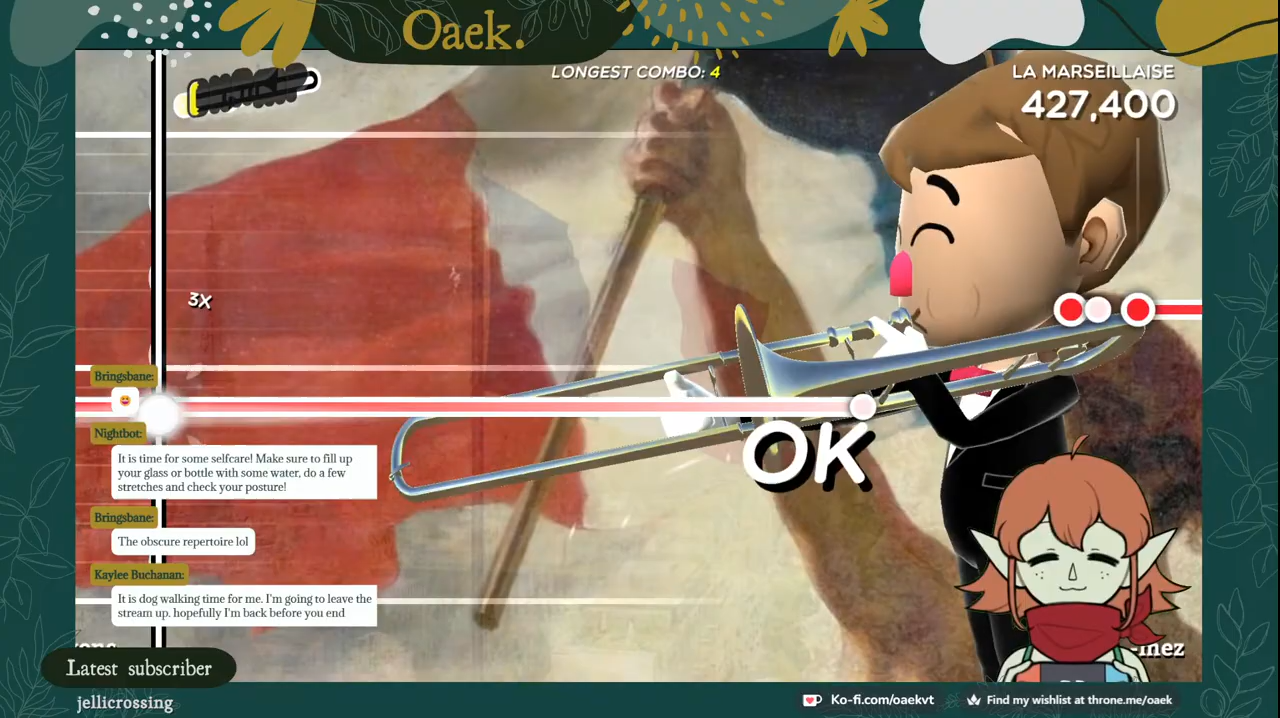 Oaek.
LONGEST COMBO: 4
LA MARSEILLAISE
427,400
3X
Bringsbane:
Nightbot:
It is time for some selfcare! Make sure to fill up
your glass or bottle with some water, do a few
stretches and check your posture!
Bringsbane:
The obscure repertoire lol
Kaylee Buchanan:
It is dog walking time for me. I'm going to leave the
stream up. hopefully I'm back before you end
OK
Latest subscriber
jellicrossing
Ko-fi.com/oaekvt
Find my wishlist at throne.me/oaek